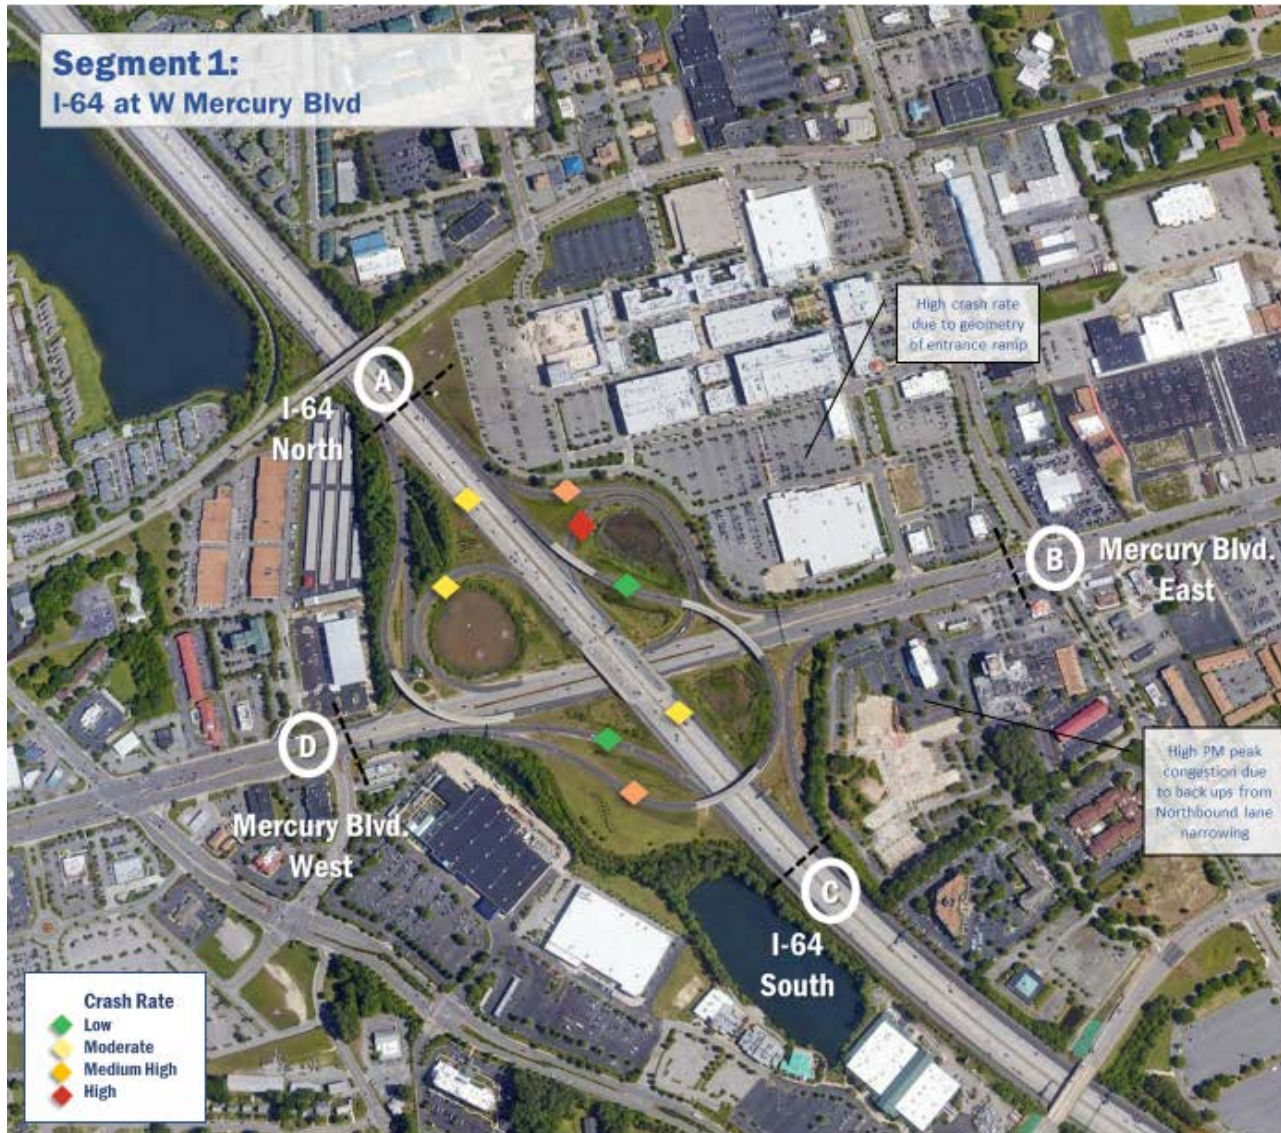 Segment 1:
I-64 at W Mercury Blvd
High crash rate
due to geometry
of entrance ramp
A
I-64
North
B
Mercury Blvd.
East
D
Mercury Blvd.
West
High PM peak
congestion due
to back ups from
Northbound lane
narrowing
C
I-64
South
Crash Rate
Low
Moderate
Medium High
High